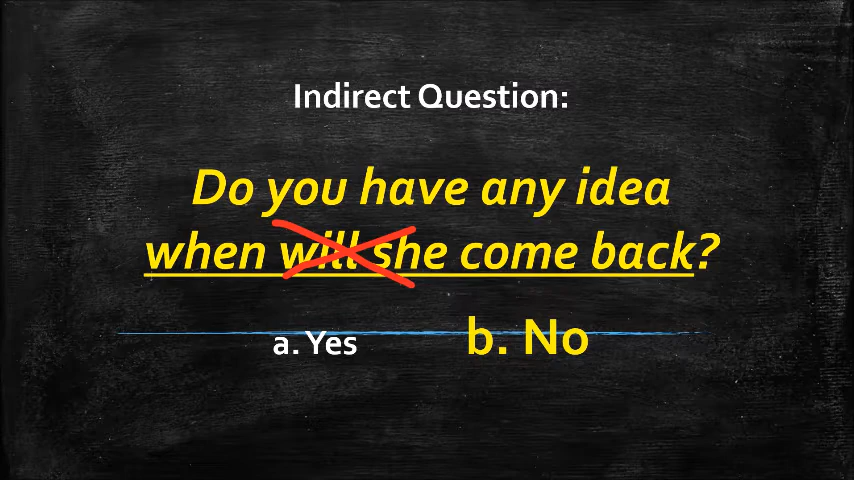 Indirect Question:
Do you have any idea
when will she come back?
a. Yes
b. No